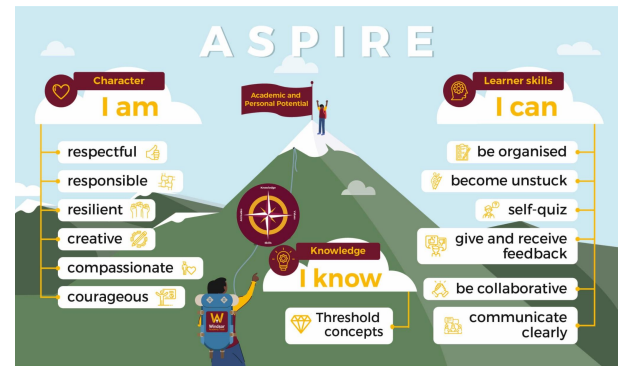 ASPIRE
Character
I am
respectful
responsible
resilient
creative
compassionate
courageous
Academic and
Personal Potential
Knowledge
I know
Threshold
concepts
Learner skills
I can
be organised
become unstuck
self-quiz
give and receive
feedback
be collaborative
communicate
clearly
Windsor